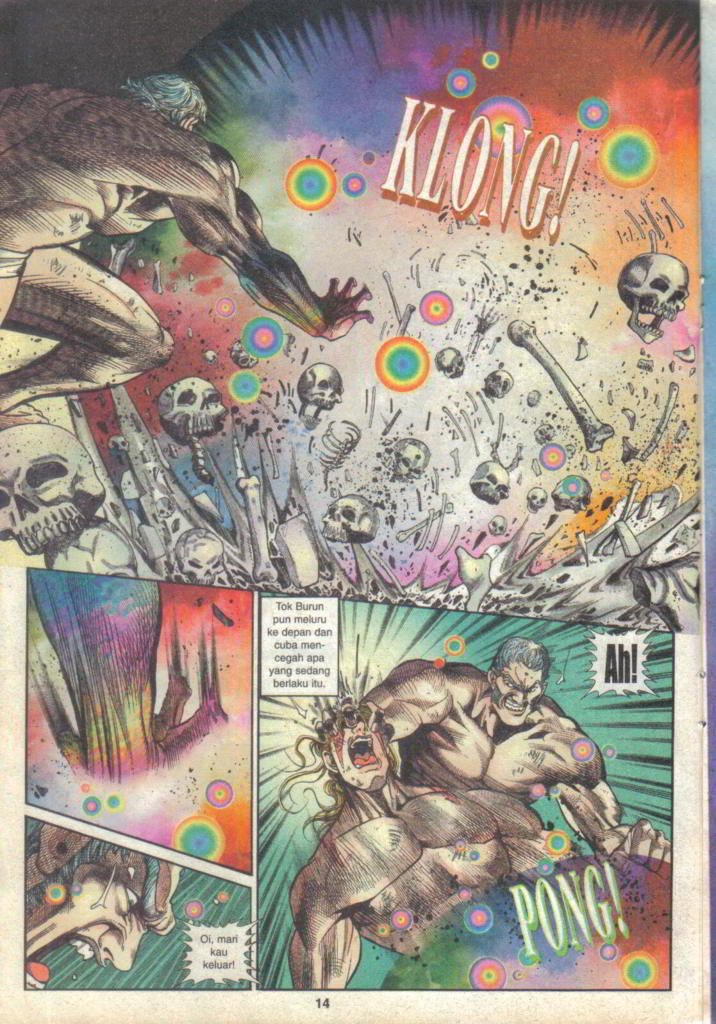 KLONG!
Tok Burun
pun meluru
ke depan dan
cuba men-
cegah apa
yang sedang
berlaku itu.
Ah!
PONG!
Oi, mari
kau
keluar!
14